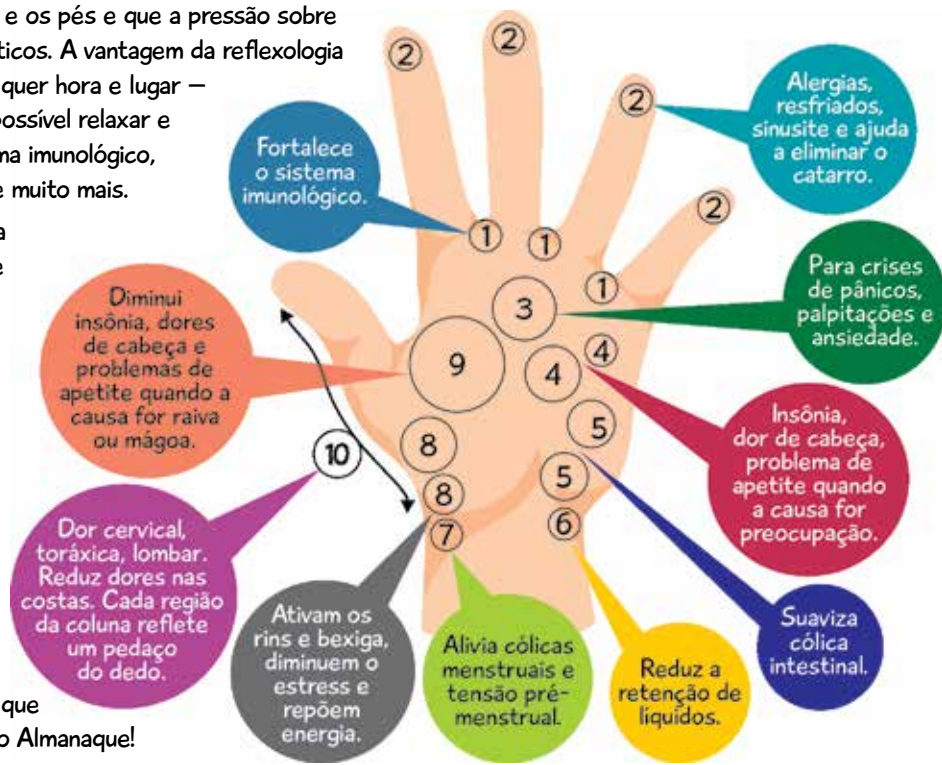 e os pés e que a pressão sobre
ticos. A vantagem da reflexologia
quer hora e lugar –
possível relaxar e
ma imunológico,
e muito mais.
a
e
que
o Almanaque!
2
2
2
2
Alergias,
resfriados,
sinusite e ajuda
a eliminar o
catarro.
Fortalece
o sistema
imunológico.
1
1
1
Para crises
de pânicos,
palpitações e
ansiedade.
3
Diminui
insônia, dores
de cabeça e
problemas de
apetite quando a
causa for raiva
ou mágoa.
9
4
4
Insônia,
dor de cabeça,
problema de
apetite quando
a causa for
preocupação.
5
5
8
8
10
Dor cervical,
toráxica, lombar.
Reduz dores nas
costas. Cada região
da coluna reflete
um pedaço
do dedo.
7
6
Ativam os
rins e bexiga,
diminuem o
estress e
repõem
energia.
Alivia cólicas
menstruais e
tensão pré-
menstrual.
Reduz a
retenção de
líquidos.
Suaviza
cólica
intestinal.